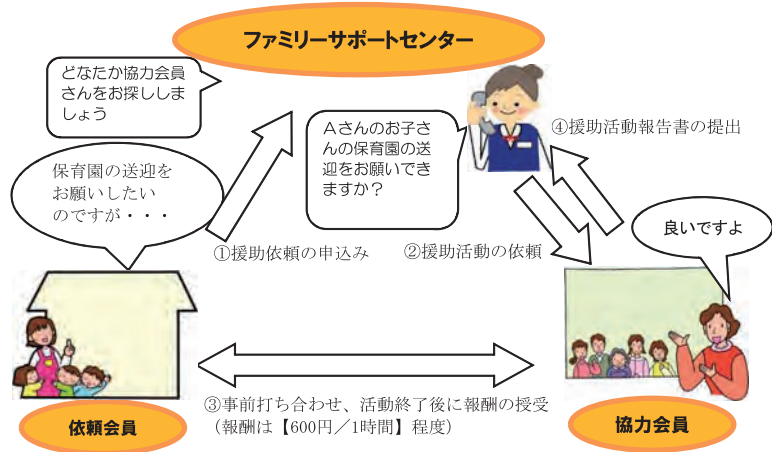 ファミリーサポートセンター
どなたか協力会員
さんをお探ししま
しょう
Aさんのお子さ
んの保育園の送
迎をお願いでき
ますか？
④援助活動報告書の提出
保育園の送迎を
お願いしたい
のですが・・・
良いですよ
①援助依頼の申込み
②援助活動の依頼
③事前打ち合わせ、活動終了後に報酬の授受
（報酬は【600円／1時間】程度）
依頼会員
協力会員